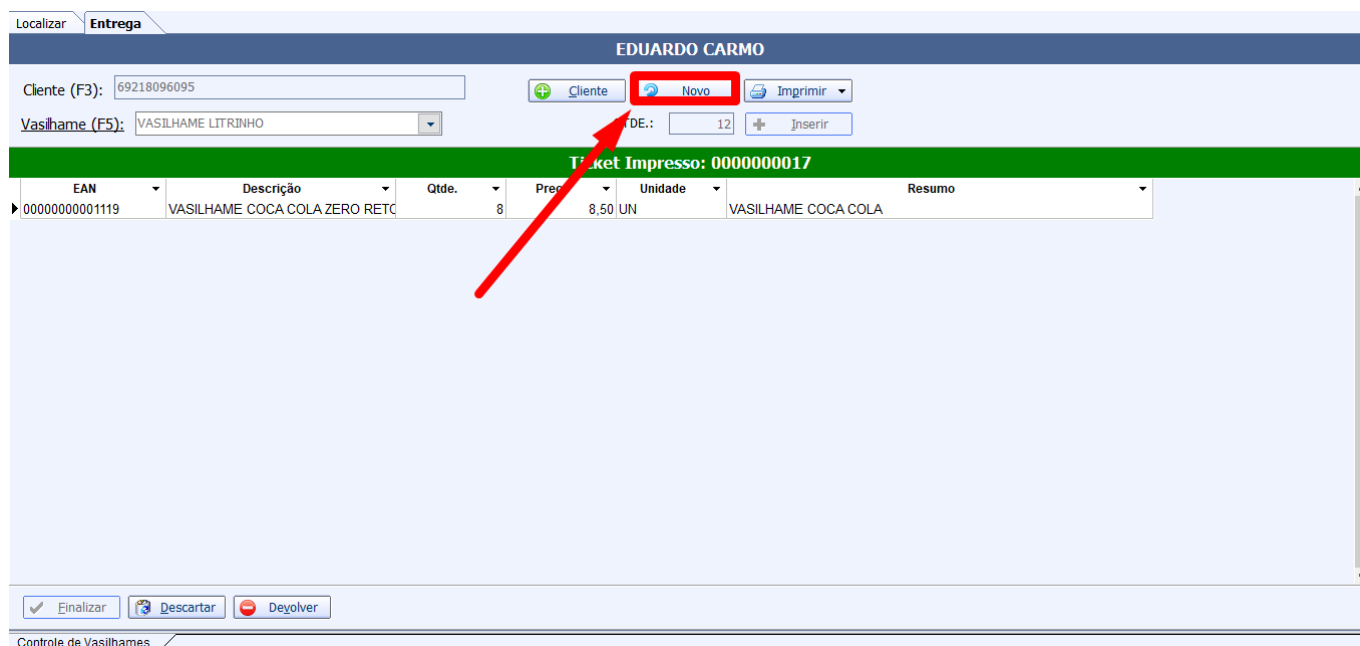 Localizar Entrega
EDUARDO CARMO
Cliente (F3): 69218096095 Cliente Novo Imprimir
Vasilhame (F5): VASILHAME LITRINHO TDE.: 12 Inserir
Ticket Impresso: 0000000017
EAN Descrição Qtde. Preç Unidade Resumo
00000000001119 VASILHAME COCA COLA ZERO RETO 8 8,50 UN VASILHAME COCA COLA
Finalizar Descartar Devolver
Controle de Vasilhames